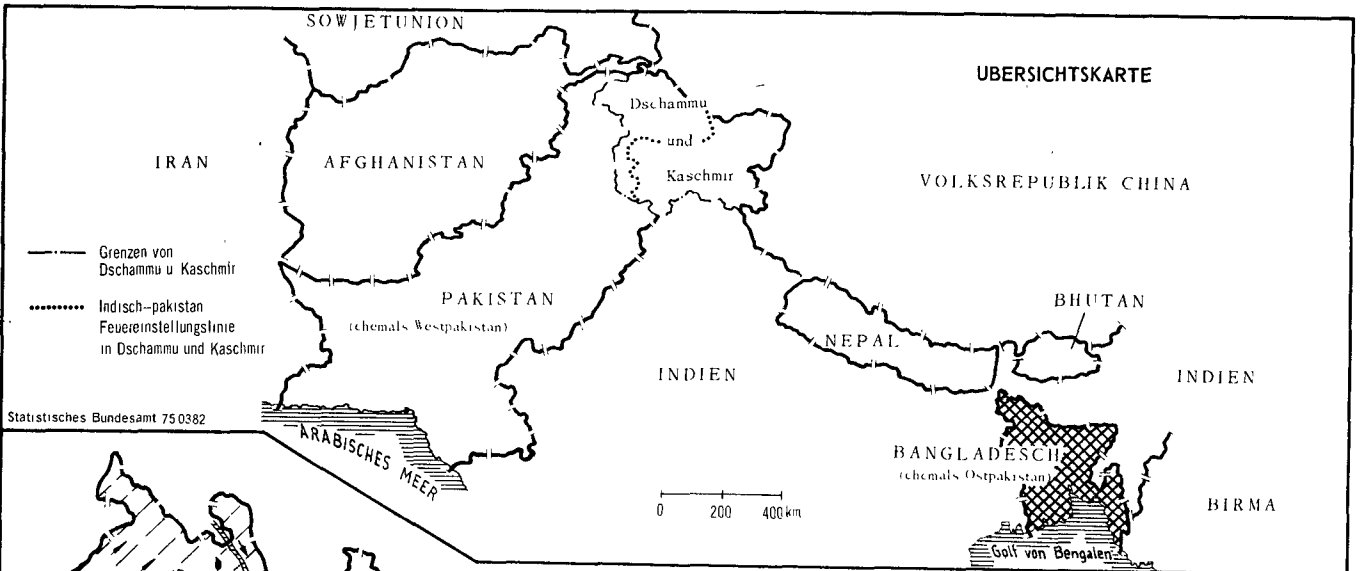 SOWJETUNION
UBERSICHTSKARTE
Dschammu
und
Kaschmir
IRAN
AFGHANISTAN
VOLKSREPUBLIK CHINA
Grenzen von
Dschammu u Kaschmir
Indisch-pakistan
Feuereinstellungslinie
in Dschammu und Kaschmir
PAKISTAN
(ehemals Westpakistan)
BHUTAN
NEPAL
INDIEN
INDIEN
Statistisches Bundesamt 750382
ARABISCHES MEER
BANGLADESCH
(ehemals Ostpakistan)
0 200 400 km
BIRMA
Golf von Bengalen